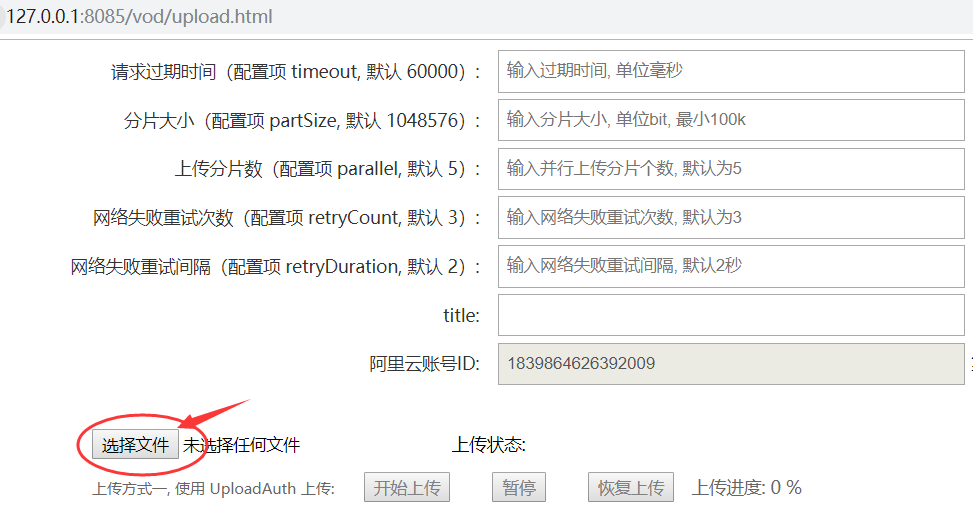 127.0.0.1:8085/vod/upload.html
请求过期时间（配置项 timeout, 默认 60000）: 输入过期时间, 单位毫秒
分片大小（配置项 partSize, 默认 1048576）: 输入分片大小, 单位bit, 最小100k
上传分片数（配置项 parallel, 默认 5）: 输入并行上传分片个数, 默认为5
网络失败重试次数（配置项 retryCount, 默认 3）: 输入网络失败重试次数, 默认为3
网络失败重试间隔（配置项 retryDuration, 默认 2）: 输入网络失败重试间隔, 默认2秒
title:
阿里云账号ID: 1839864626392009
选择文件 未选择任何文件 上传状态:
上传方式一, 使用 UploadAuth 上传: 开始上传 暂停 恢复上传 上传进度: 0 %